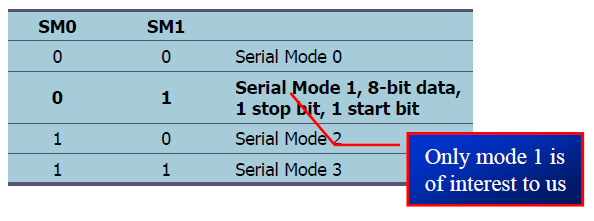 SM0 SM1
0 0 Serial Mode 0
0 1 Serial Mode 1, 8-bit data,
1 stop bit, 1 start bit
1 0 Serial Mode 2
1 1 Serial Mode 3
Only mode 1 is
of interest to us